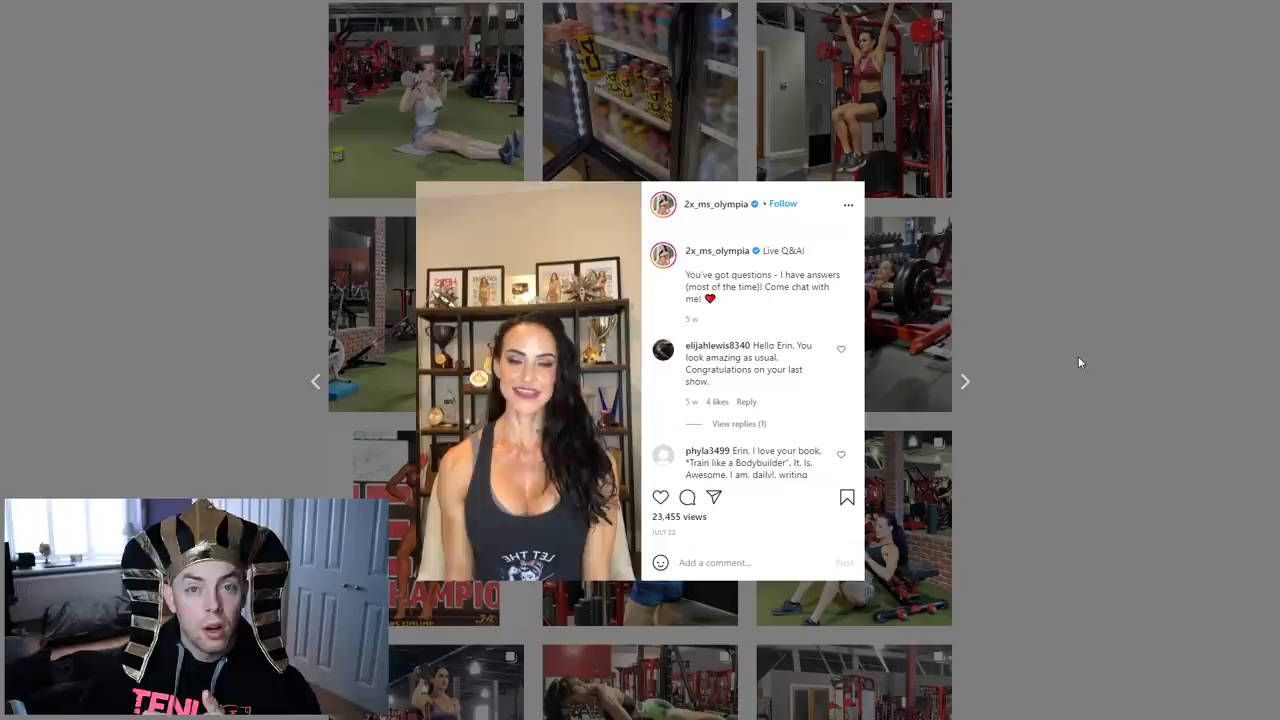 2x_ms_olympia • Follow
2x_ms_olympia Live Q&A!
You've got questions - I have answers
(most of the time)! Come chat with
me! ❤️
5 w
elijahlewis8340 Hello Erin. You
look amazing as usual.
Congratulations on your last
show.
5 w 4 likes Reply
View replies (1)
phyla3499 Erin, I love your book,
"Train like a Bodybuilder". It. Is.
Awesome. I am, daily!, writing
23,455 views
JULY 22
Add a comment...
Post
LET THE
HAMPIO